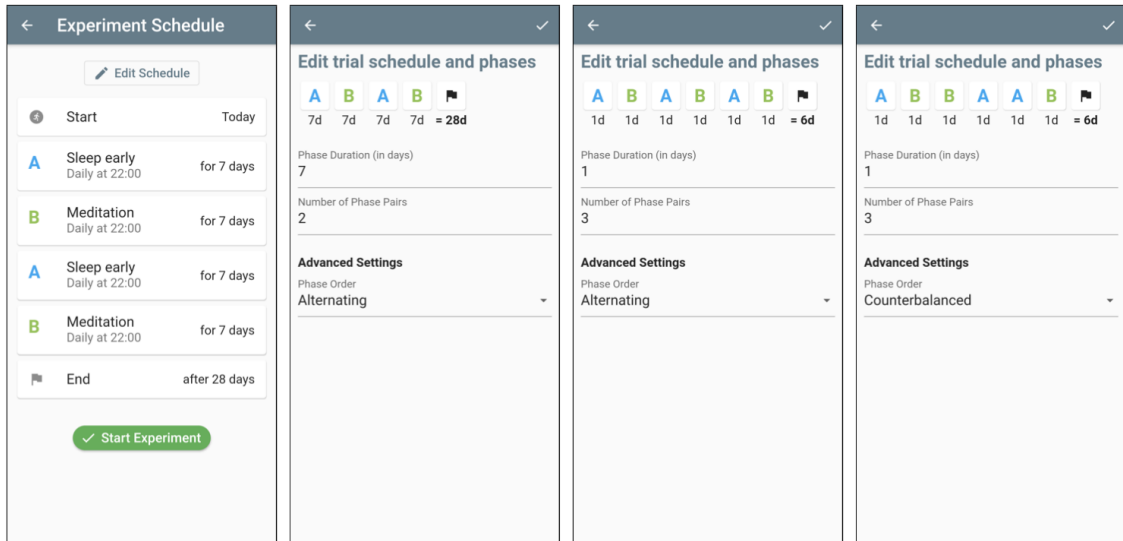 Experiment Schedule
Edit Schedule
Start Today
A Sleep early for 7 days
Daily at 22:00
B Meditation for 7 days
Daily at 22:00
A Sleep early for 7 days
Daily at 22:00
B Meditation for 7 days
Daily at 22:00
End after 28 days
Start Experiment
Edit trial schedule and phases
A B A B
7d 7d 7d 7d = 28d
Phase Duration (in days)
7
Number of Phase Pairs
2
Advanced Settings
Phase Order
Alternating
Edit trial schedule and phases
A B A B A B
1d 1d 1d 1d 1d 1d = 6d
Phase Duration (in days)
1
Number of Phase Pairs
3
Advanced Settings
Phase Order
Alternating
Edit trial schedule and phases
A B B A A B
1d 1d 1d 1d 1d 1d = 6d
Phase Duration (in days)
1
Number of Phase Pairs
3
Advanced Settings
Phase Order
Counterbalanced